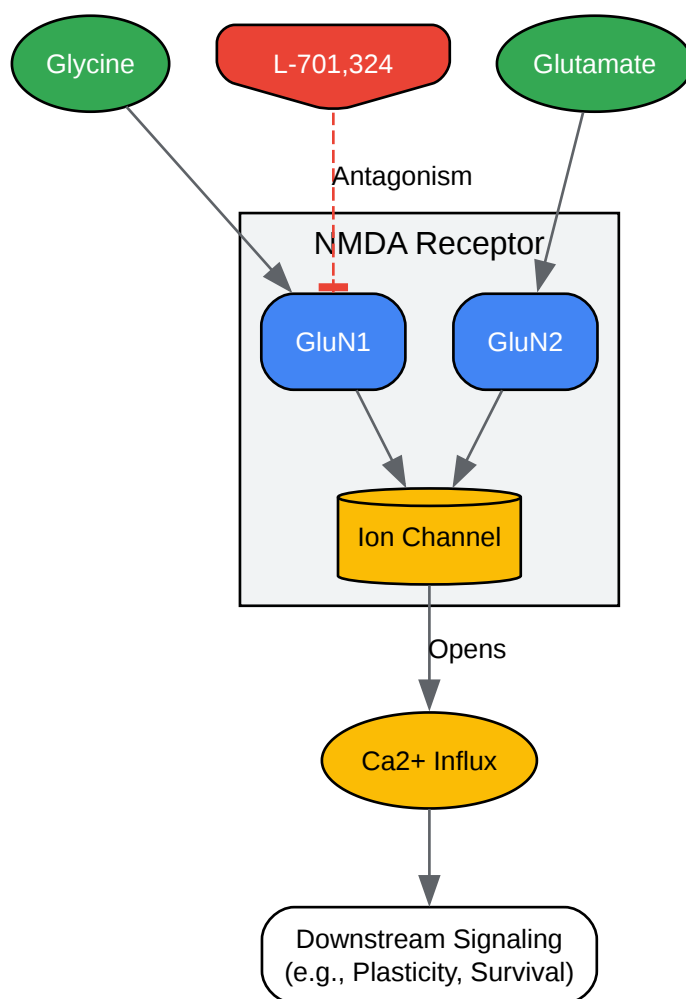 Glycine
L-701,324
Glutamate
Antagonism
NMDA Receptor
GluN1
GluN2
Ion Channel
Opens
Ca2+ Influx
Downstream Signaling
(e.g., Plasticity, Survival)